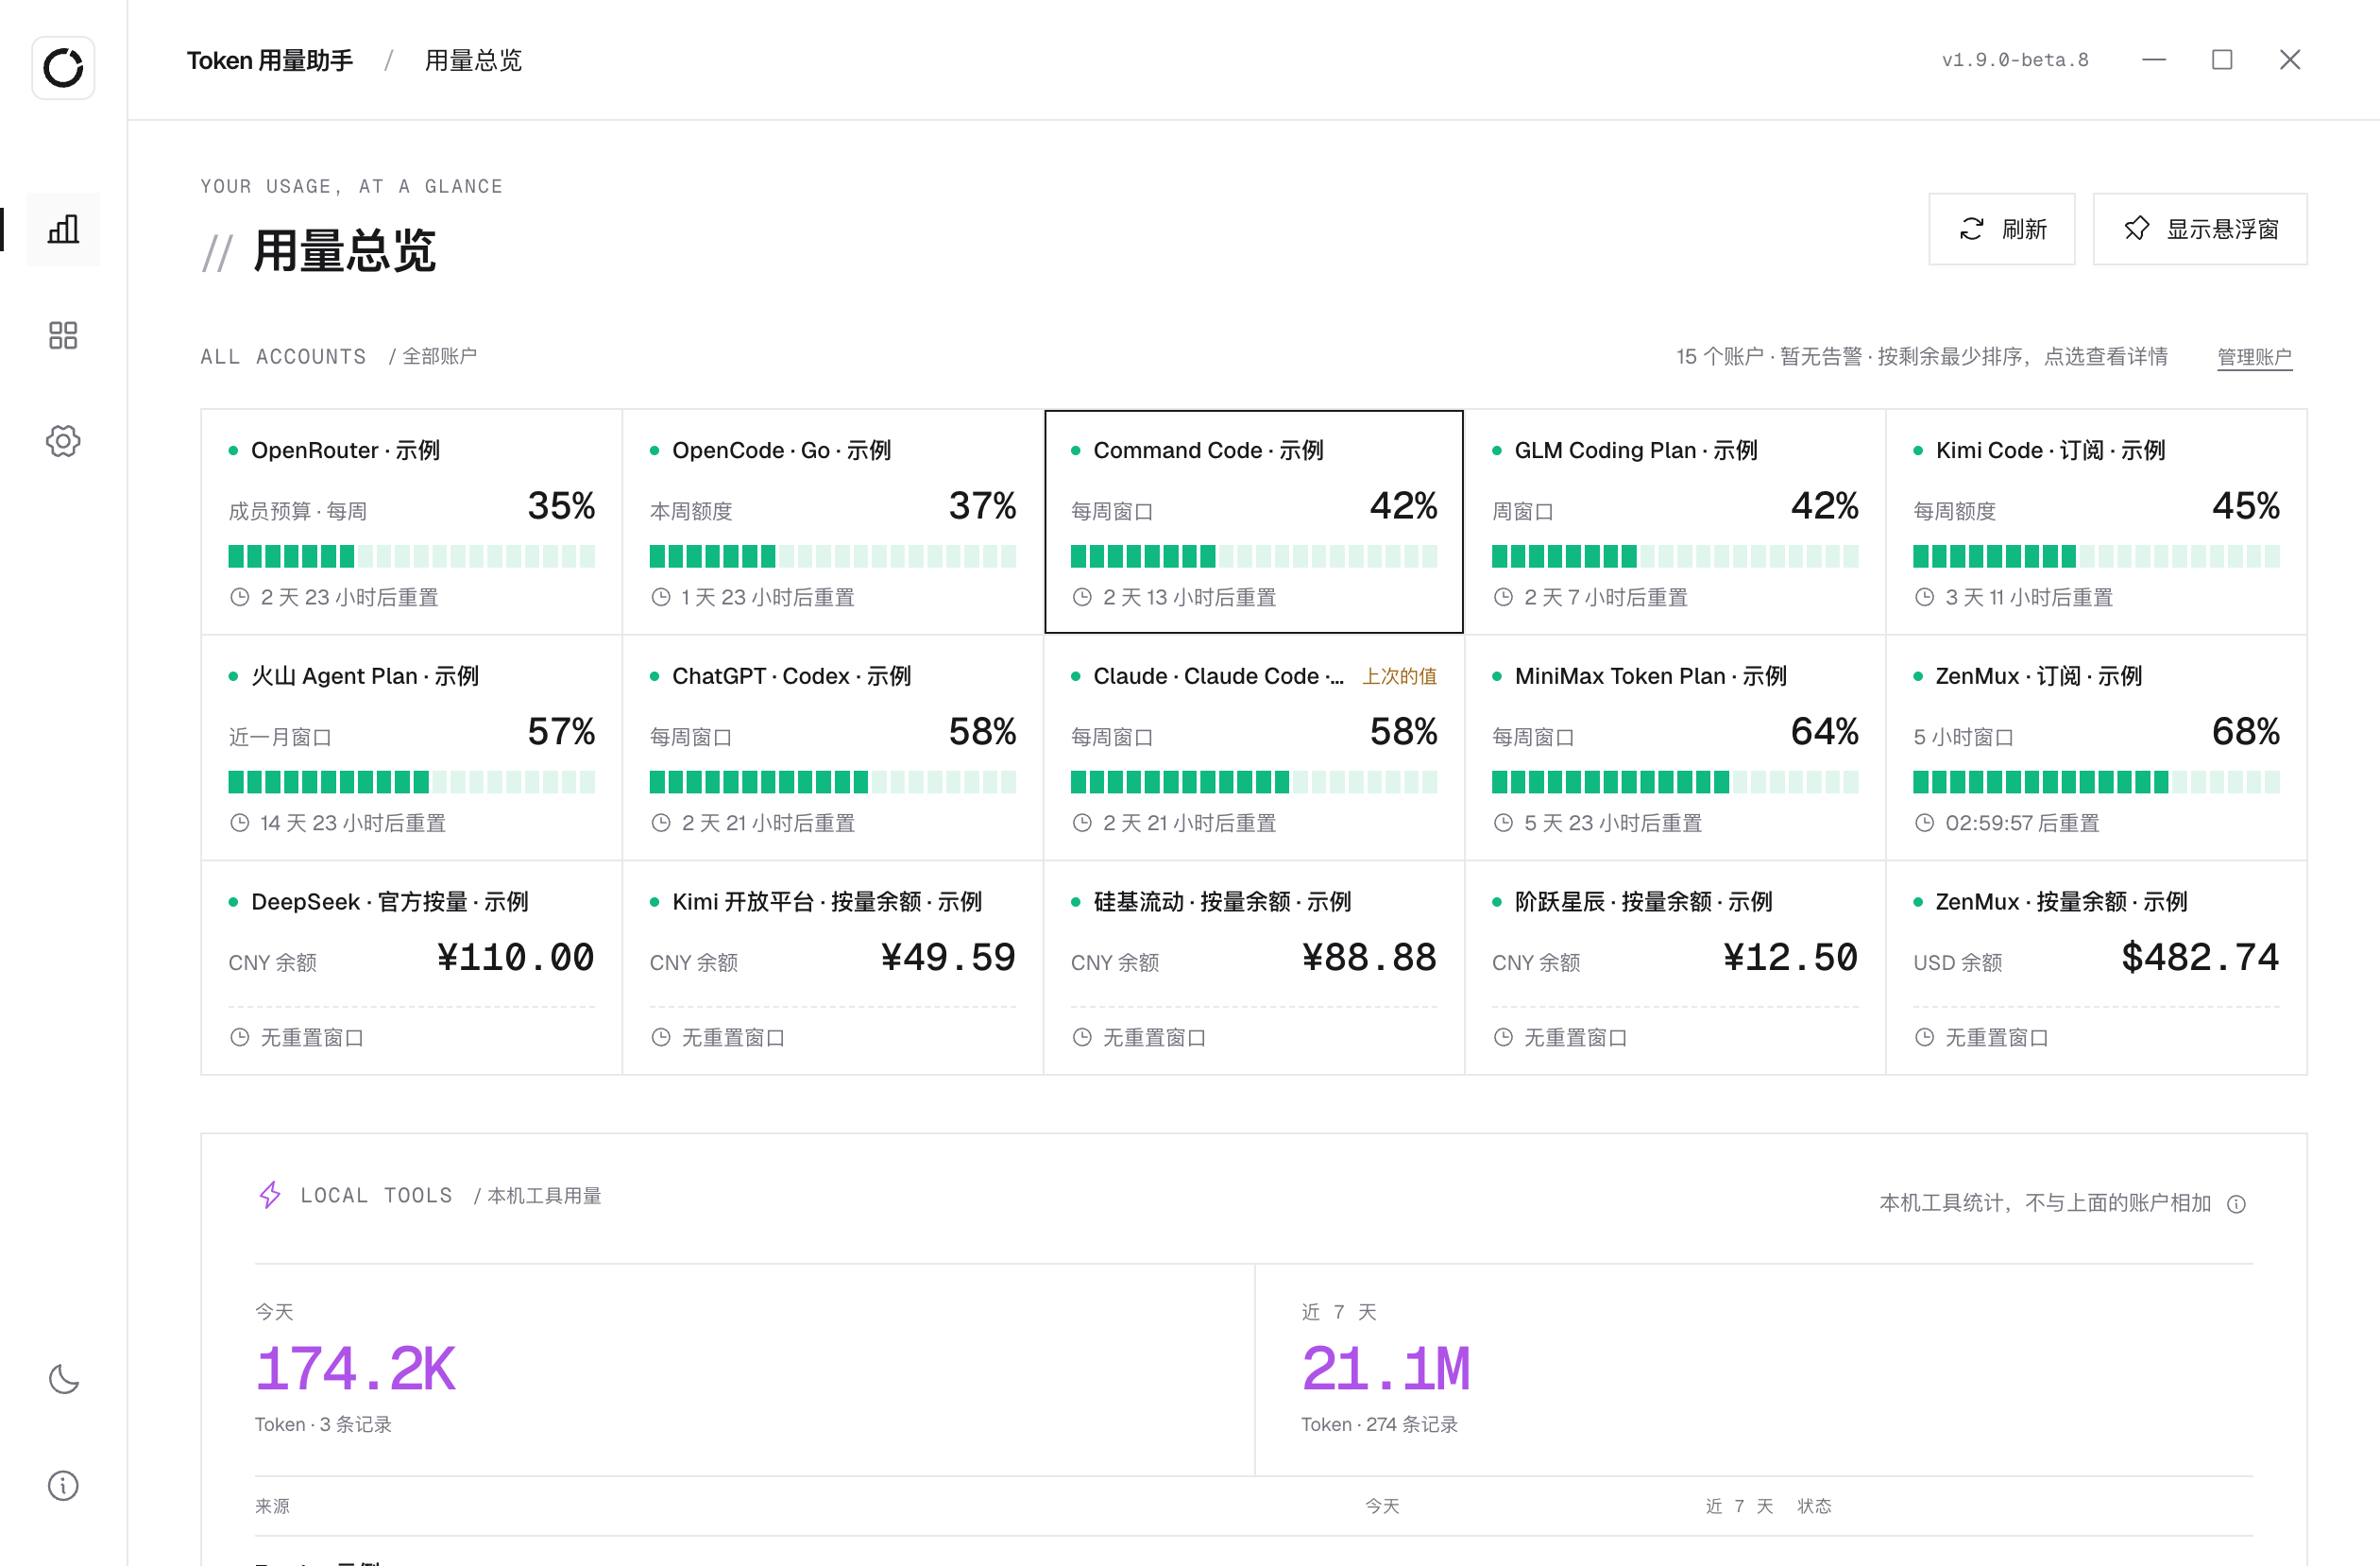 Token 用量助手 / 用量总览
v1.9.0-beta.8
YOUR USAGE, AT A GLANCE
// 用量总览
刷新
显示悬浮窗
ALL ACCOUNTS / 全部账户
15 个账户 · 暂无告警 · 按剩余最少排序，点选查看详情
管理账户
OpenRouter · 示例
成员预算 · 每周 35%
2 天 23 小时后重置
OpenCode · Go · 示例
本周额度 37%
1 天 23 小时后重置
Command Code · 示例
每周窗口 42%
2 天 13 小时后重置
GLM Coding Plan · 示例
周窗口 42%
2 天 7 小时后重置
Kimi Code · 订阅 · 示例
每周额度 45%
3 天 11 小时后重置
火山 Agent Plan · 示例
近一月窗口 57%
14 天 23 小时后重置
ChatGPT · Codex · 示例
每周窗口 58%
2 天 21 小时后重置
Claude · Claude Code ·... 上次的值
每周窗口 58%
2 天 21 小时后重置
MiniMax Token Plan · 示例
每周窗口 64%
5 天 23 小时后重置
ZenMux · 订阅 · 示例
5 小时窗口 68%
02:59:57 后重置
DeepSeek · 官方按量 · 示例
CNY 余额 ¥110.00
无重置窗口
Kimi 开放平台 · 按量余额 · 示例
CNY 余额 ¥49.59
无重置窗口
硅基流动 · 按量余额 · 示例
CNY 余额 ¥88.88
无重置窗口
阶跃星辰 · 按量余额 · 示例
CNY 余额 ¥12.50
无重置窗口
ZenMux · 按量余额 · 示例
USD 余额 $482.74
无重置窗口
LOCAL TOOLS / 本机工具用量
本机工具统计，不与上面的账户相加
今天
174.2K
Token · 3 条记录
近 7 天
21.1M
Token · 274 条记录
来源 今天 近 7 天 状态